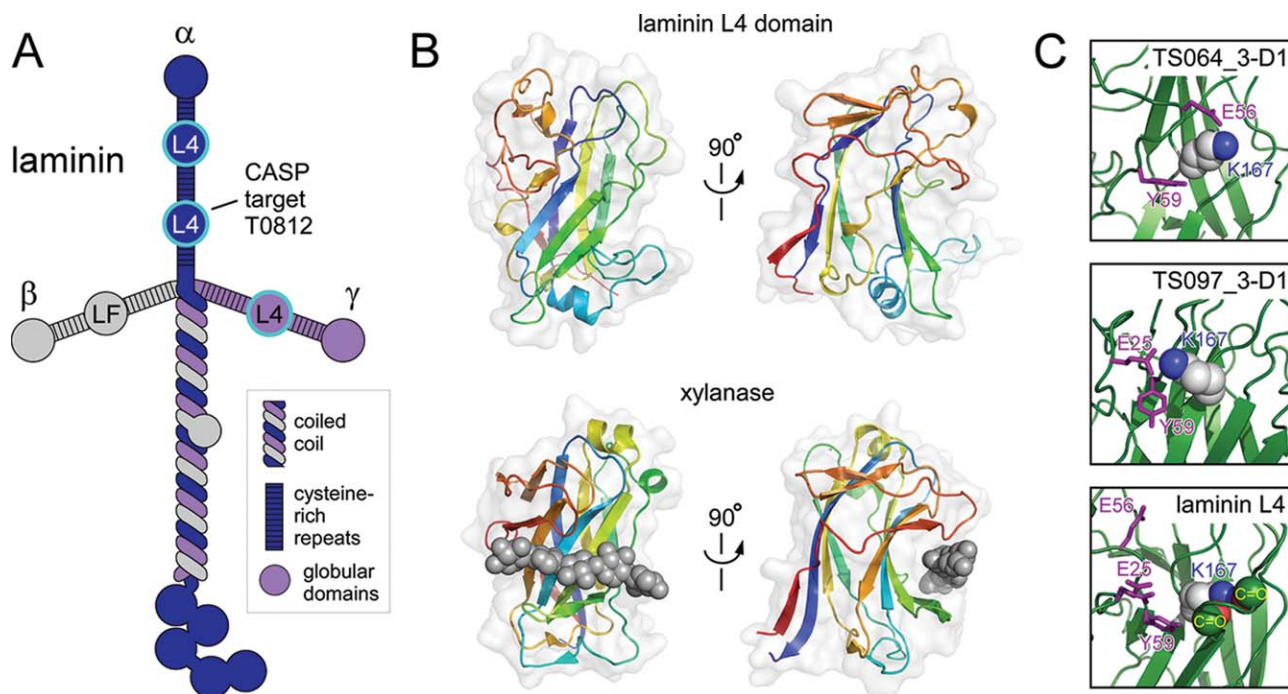 A
α
laminin
L4
L4
CASP
target
T0812
β
LF
L4
γ
coiled
coil
cysteine-
rich
repeats
globular
domains
B
laminin L4 domain
90°
xylanase
90°
C
TS064_3-D1
E56
K167
Y59
TS097_3-D1
K167
E25
Y59
laminin L4
E56
E25
K167
C=O
C=O
Y59